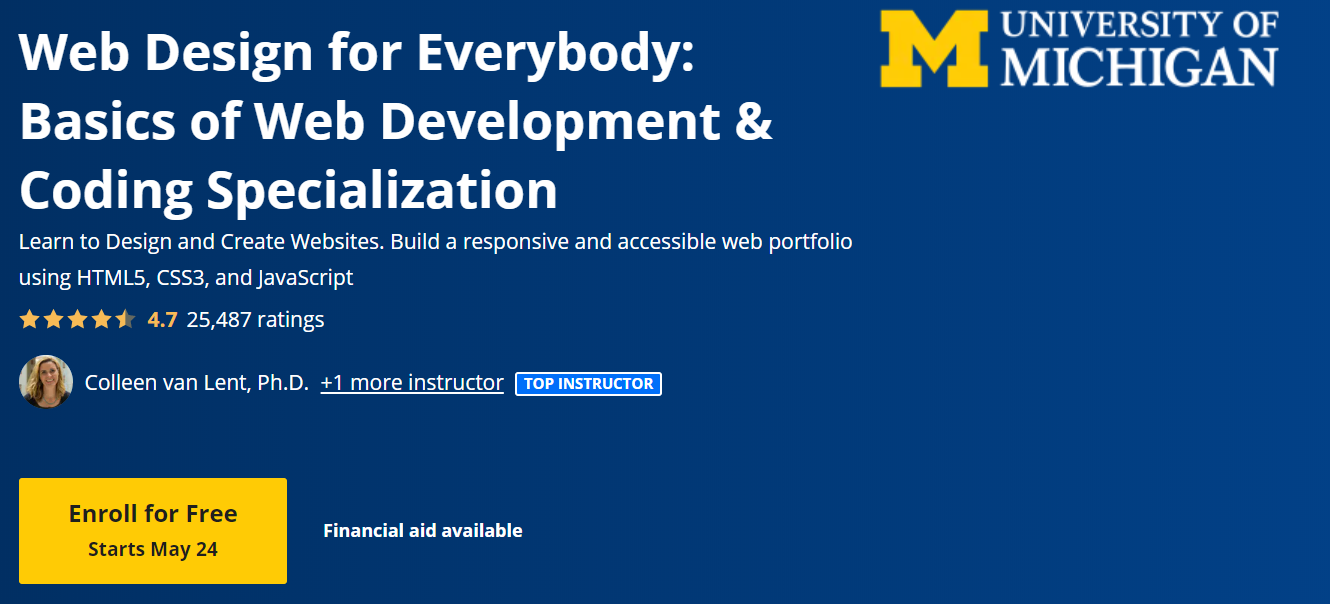 Web Design for Everybody:
Basics of Web Development &
Coding Specialization
UNIVERSITY OF
MICHIGAN
Learn to Design and Create Websites. Build a responsive and accessible web portfolio
using HTML5, CSS3, and JavaScript
4.7 25,487 ratings
Colleen van Lent, Ph.D. +1 more instructor TOP INSTRUCTOR
Enroll for Free
Starts May 24
Financial aid available